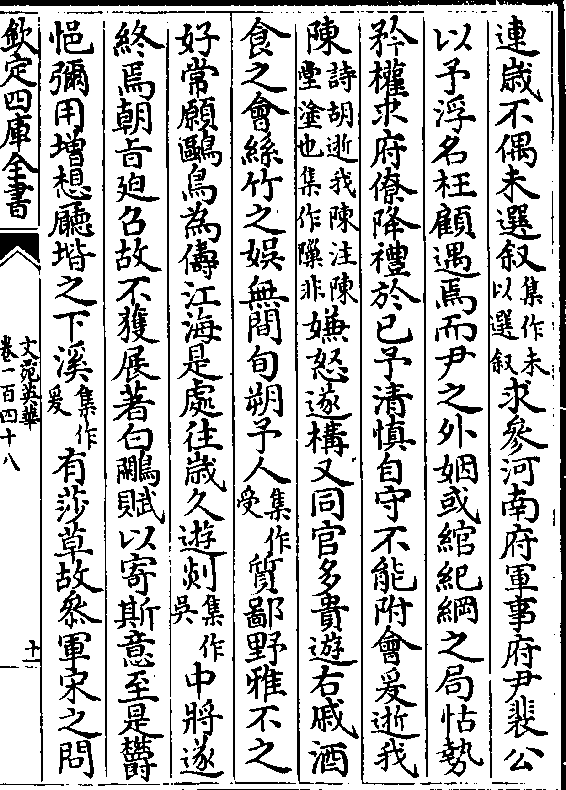 連歲不偶未選叙集作未以選叙求參河南府軍事府尹裴公
以予浮名枉顧遇焉而尹之外姻或綰紀綱之局怙勢
矜權求府僚降禮於已予清慎自守不能附會爰逝我
陳詩胡逝我陳注陳堂塗也集作隟非嫌怒遂構又同官多貴遊右戚酒
食之會絲竹之娛無間旬朔予人集作受質鄙野雅不之
好常願鷗鳥為儔江海是處往歲久遊剡集作吳中將遂
終焉朝旨廹召故不獲展著白鷴賦以寄斯意至是欝
悒彌用增想廳堦之下溪集作爰有莎草故叅軍宋之問
欽定四庫全書
文苑英華
卷一百四十八
十一